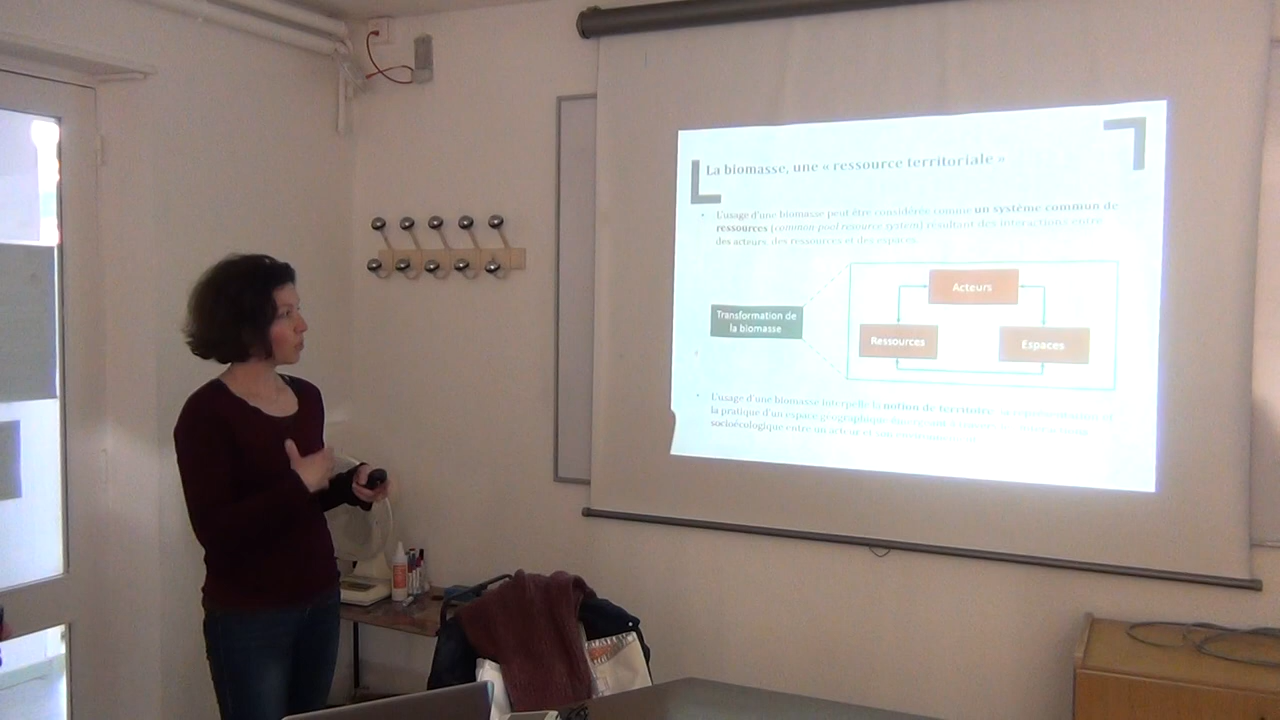 La biomasse, une « ressource territoriale »
• L'usage d'une biomasse peut être considérée comme un système commun de
ressources (common pool resource system) résultant des interactions entre
des acteurs, des ressources et des espaces.
Acteurs
Transformation de
la biomasse
Ressources
Espaces
• L'usage d'une biomasse interpelle la notion de territoire
la pratique d'un espace géographique
socioécologique entre un acteur et son